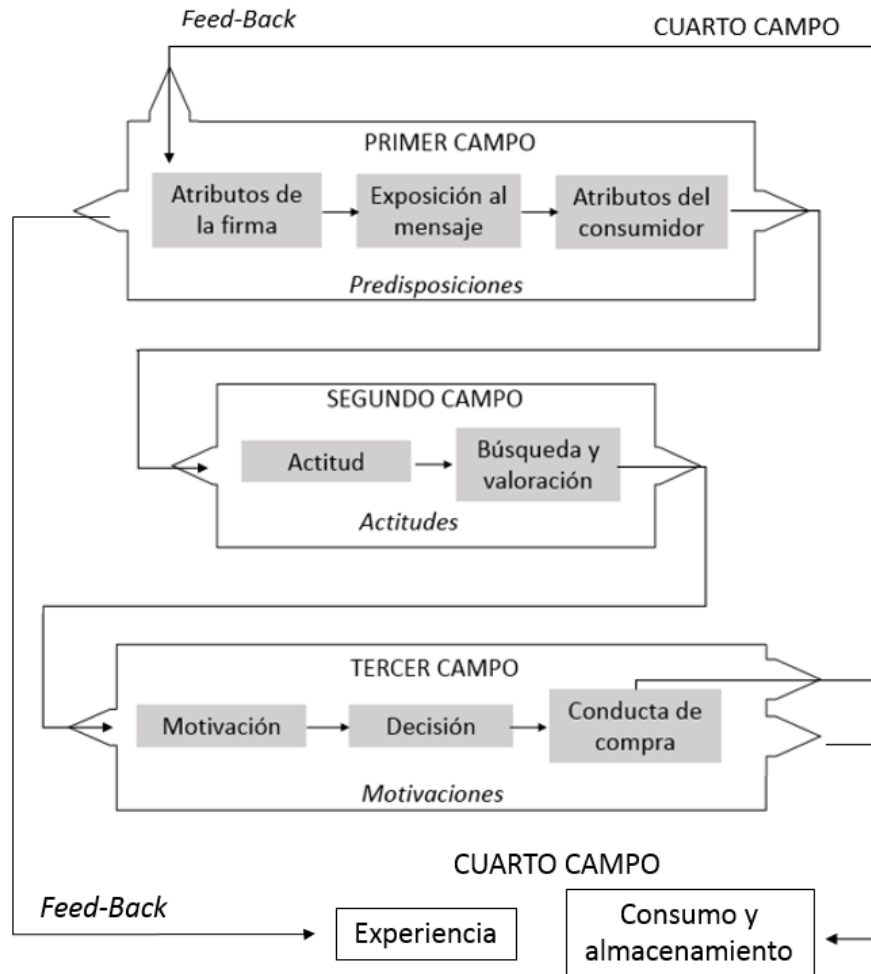 Feed-Back
CUARTO CAMPO
PRIMER CAMPO
Atributos de
la firma
Exposición al
mensaje
Atributos del
consumidor
Predisposiciones
SEGUNDO CAMPO
Actitud
Búsqueda y
valoración
Actitudes
TERCER CAMPO
Motivación
Decisión
Conducta de
compra
Motivaciones
CUARTO CAMPO
Feed-Back
Experiencia
Consumo y
almacenamiento